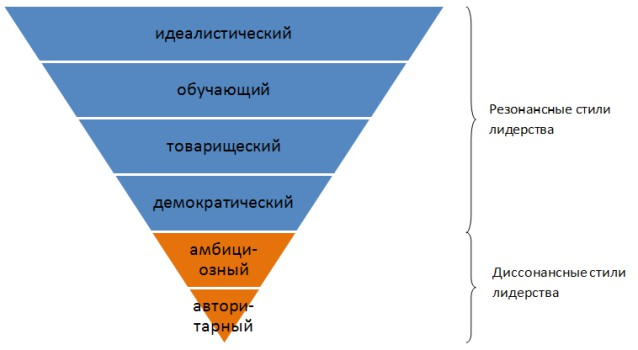 идеалистический
обучающий
товарищеский
демократический
амбици-
озный
автори-
тарный
Резонансные стили
лидерства
Диссонансные стили
лидерства